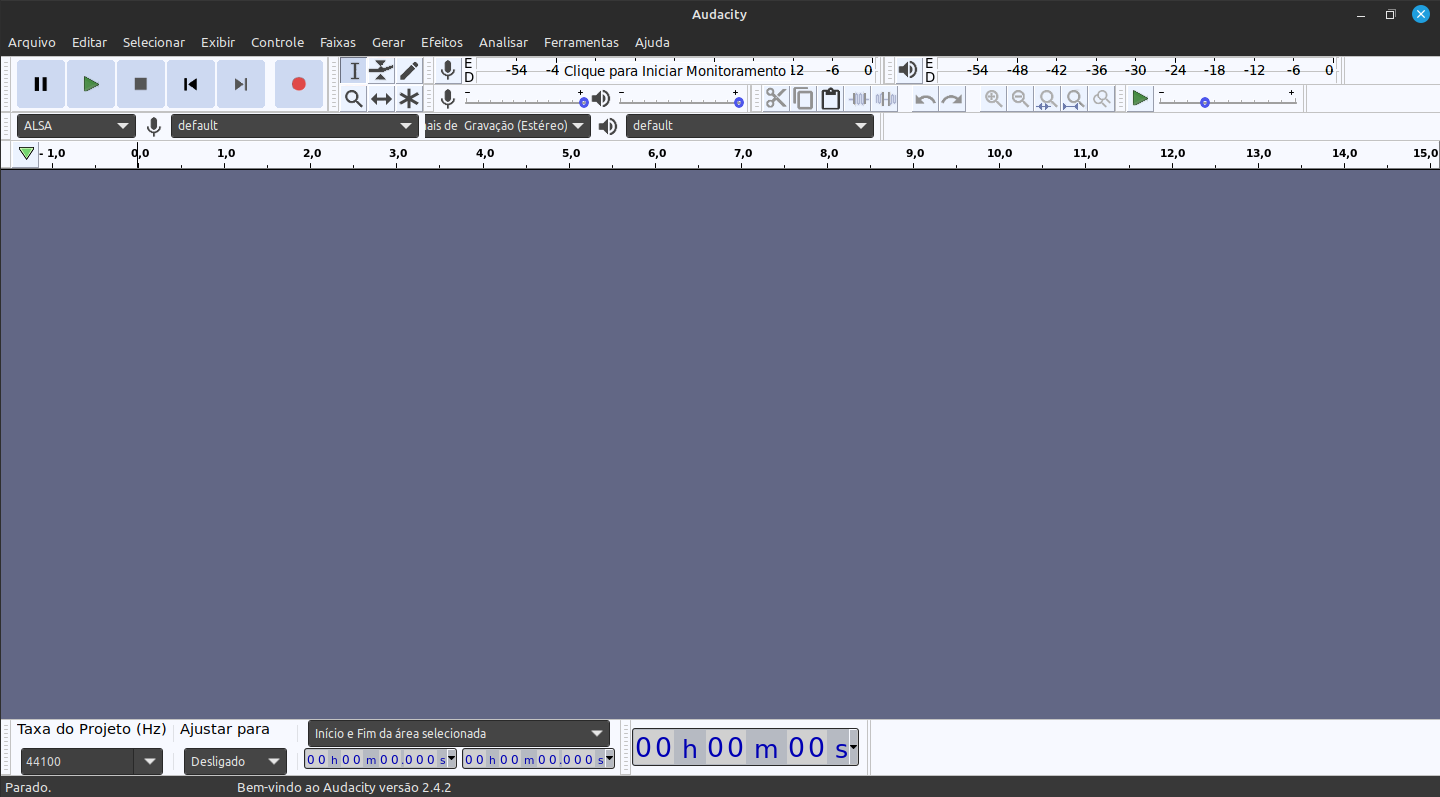 Audacity
Arquivo Editar Selecionar Exibir Controle Faixas Gerar Efeitos Analisar Ferramentas Ajuda
E D -54 -4 Clique para Iniciar Monitoramento 12 -6 0 E D -54 -48 -42 -36 -30 -24 -18 -12 -6 0
- + - + - +
ALSA default ais de Gravação (Estéreo) default
- 1,0 0,0 1,0 2,0 3,0 4,0 5,0 6,0 7,0 8,0 9,0 10,0 11,0 12,0 13,0 14,0 15,0
Taxa do Projeto (Hz) Ajustar para Início e Fim da área selecionada
44100 Desligado 00 h 00 m 00.000 s 00 h 00 m 00.000 s 00 h 00 m 00 s
Parado. Bem-vindo ao Audacity versão 2.4.2